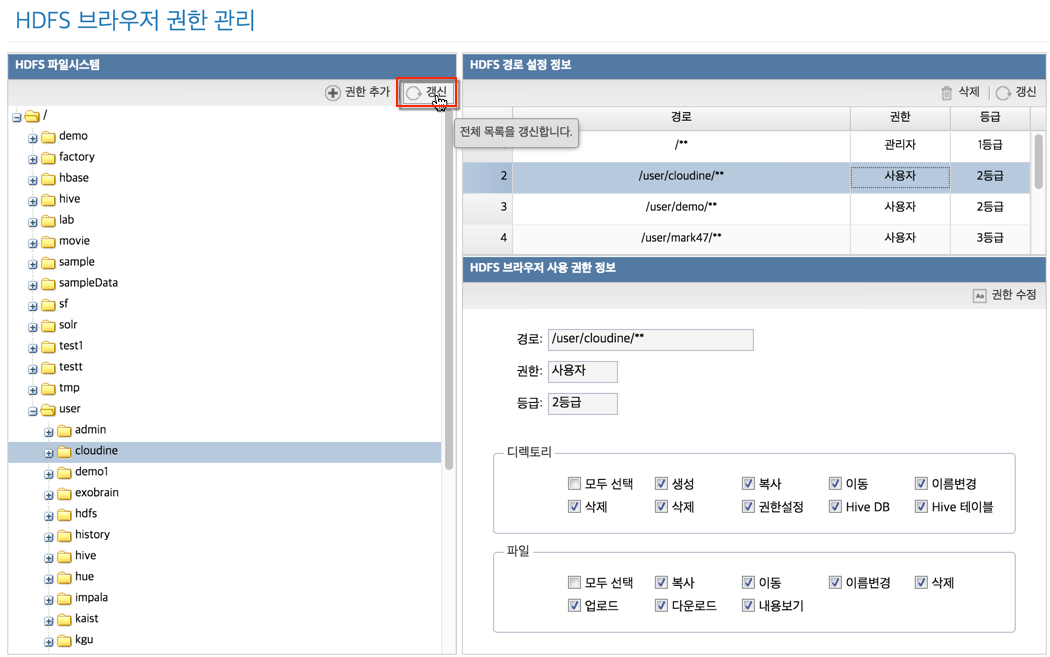 HDFS 브라우저 권한 관리
HDFS 파일시스템
권한 추가
갱신
전체 목록을 갱신합니다.
/
demo
factory
hbase
hive
lab
movie
sample
sampleData
sf
solr
test1
testt
tmp
user
admin
cloudine
demo1
exobrain
hdfs
history
hive
hue
impala
kaist
kgu
HDFS 경로 설정 정보
삭제
갱신
경로 권한 등급
/** 관리자 1등급
2 /user/cloudine/** 사용자 2등급
3 /user/demo/** 사용자 2등급
4 /user/mark47/** 사용자 3등급
HDFS 브라우저 사용 권한 정보
Aa 권한 수정
경로: /user/cloudine/**
권한: 사용자
등급: 2등급
디렉토리
모두 선택 생성 복사 이동 이름변경
삭제 삭제 권한설정 Hive DB Hive 테이블
파일
모두 선택 복사 이동 이름변경 삭제
업로드 다운로드 내용보기